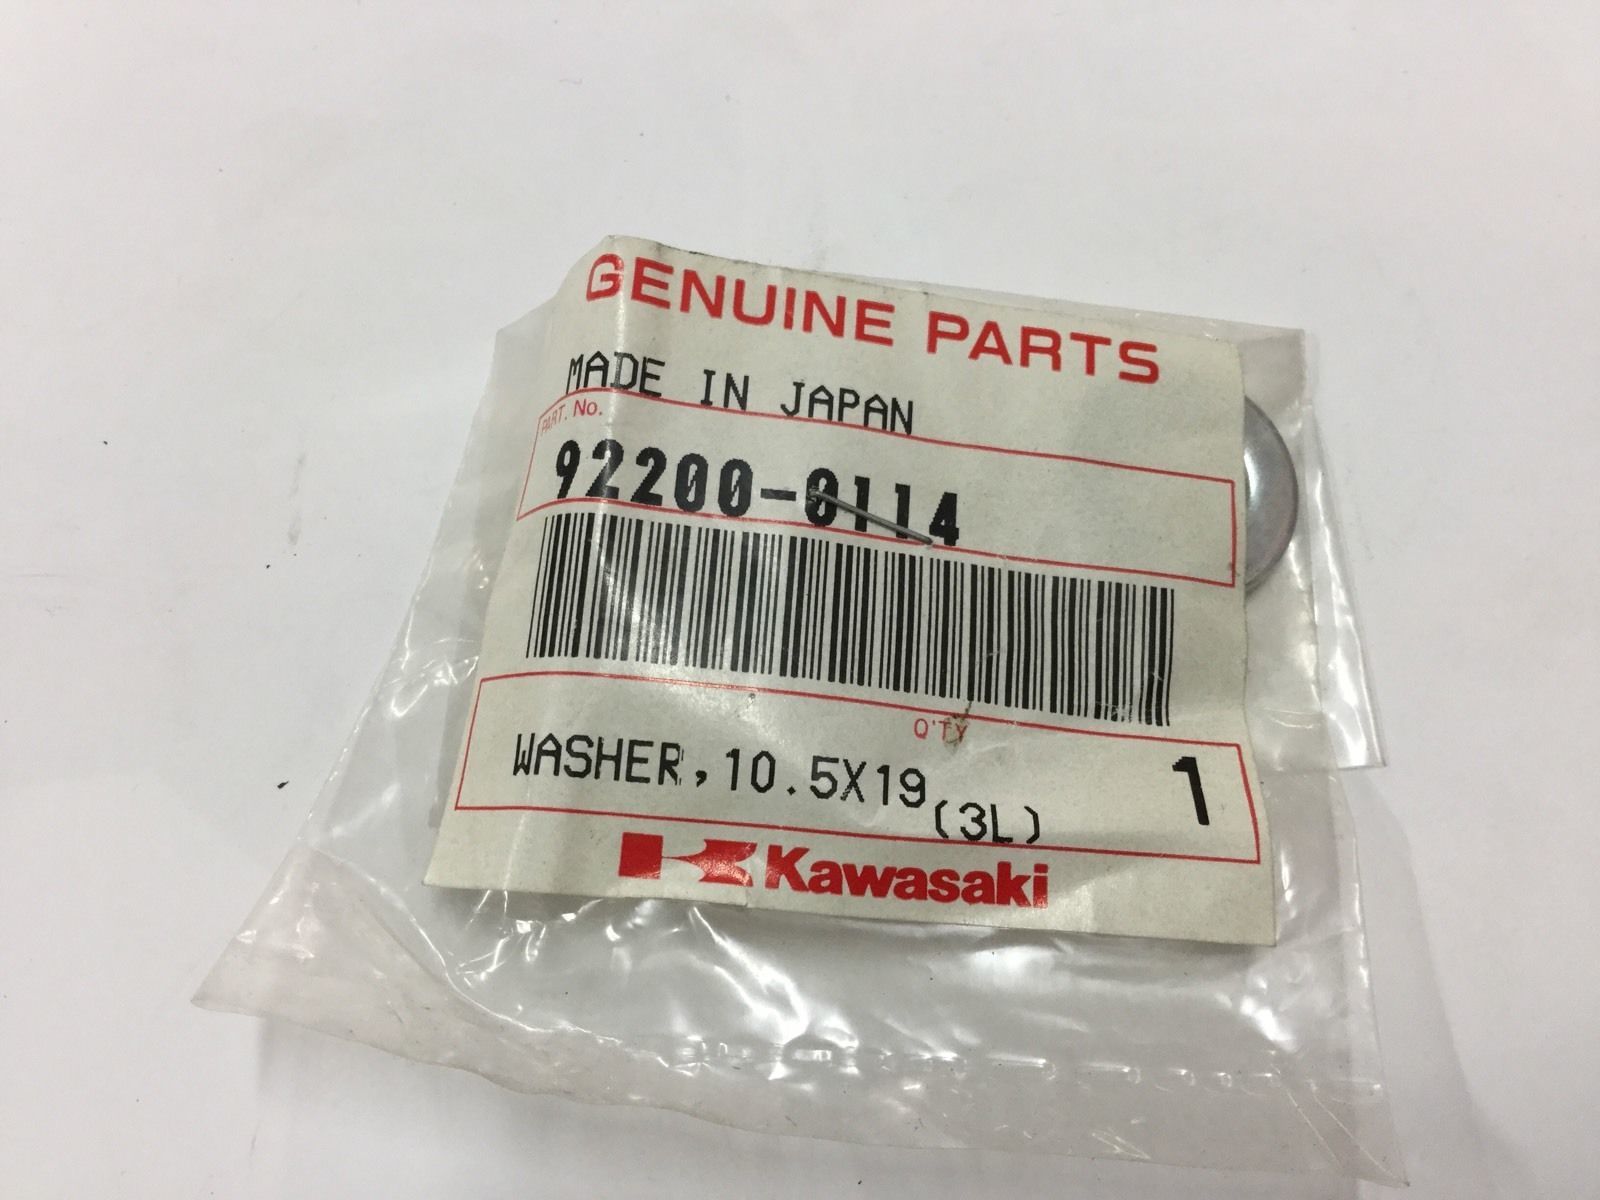 GENUINE PARTS
MADE IN JAPAN
PART. No.
92200-0114
Q'TY
WASHER,10.5X19 1
(3L)
Kawasaki